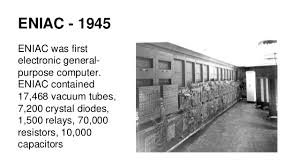 ENIAC - 1945
ENIAC was first
electronic general-
purpose computer.
ENIAC contained
17,468 vacuum tubes,
7,200 crystal diodes,
1,500 relays, 70,000
resistors, 10,000
capacitors